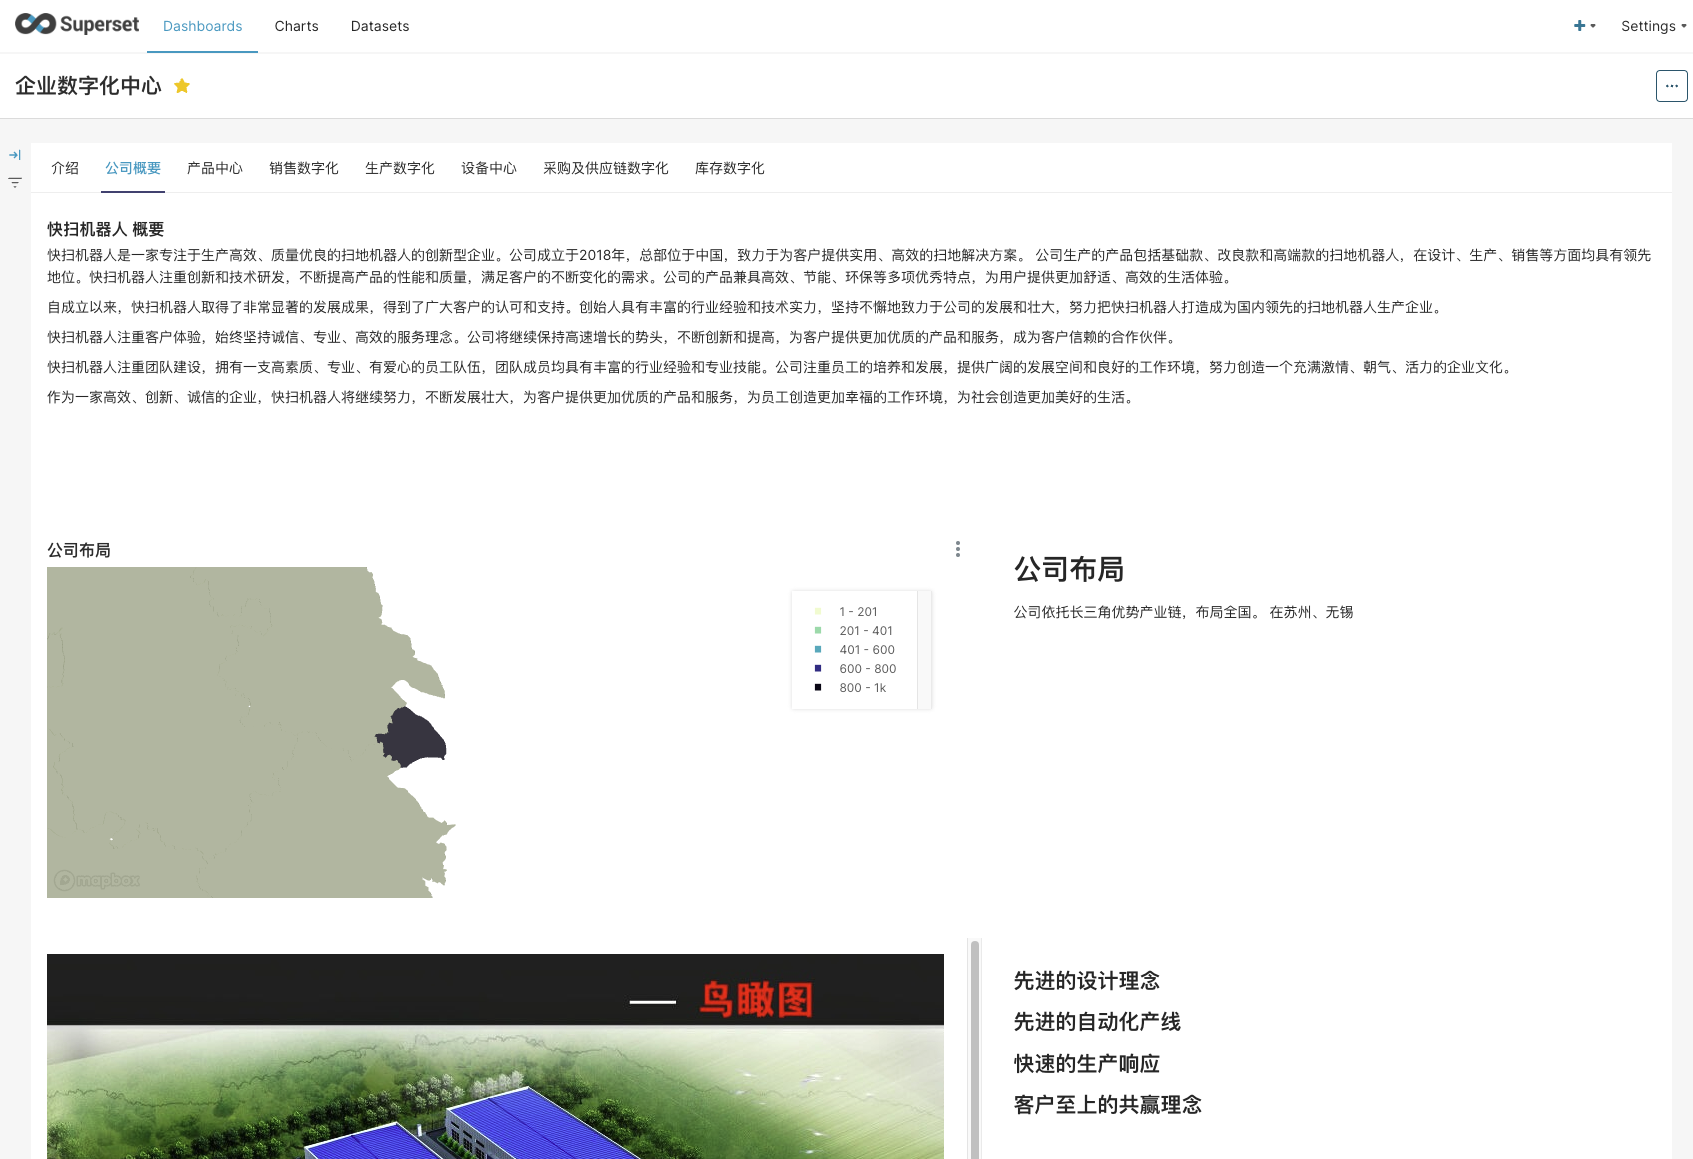 Superset
Dashboards
Charts
Datasets
Settings
企业数字化中心
介绍
公司概要
产品中心
销售数字化
生产数字化
设备中心
采购及供应链数字化
库存数字化
快扫机器人 概要
快扫机器人是一家专注于生产高效、质量优良的扫地机器人的创新型企业。公司成立于2018年，总部位于中国，致力于为客户提供实用、高效的扫地解决方案。 公司生产的产品包括基础款、改良款和高端款的扫地机器人，在设计、生产、销售等方面均具有领先
地位。快扫机器人注重创新和技术研发，不断提高产品的性能和质量，满足客户的不断变化的需求。公司的产品兼具高效、节能、环保等多项优秀特点，为用户提供更加舒适、高效的生活体验。
自成立以来，快扫机器人取得了非常显著的发展成果，得到了广大客户的认可和支持。创始人具有丰富的行业经验和技术实力，坚持不懈地致力于公司的发展和壮大，努力把快扫机器人打造成为国内领先的扫地机器人生产企业。
快扫机器人注重客户体验，始终坚持诚信、专业、高效的服务理念。公司将继续保持高速增长的势头，不断创新和提高，为客户提供更加优质的产品和服务，成为客户信赖的合作伙伴。
快扫机器人注重团队建设，拥有一支高素质、专业、有爱心的员工队伍，团队成员均具有丰富的行业经验和专业技能。公司注重员工的培养和发展，提供广阔的发展空间和良好的工作环境，努力创造一个充满激情、朝气、活力的企业文化。
作为一家高效、创新、诚信的企业，快扫机器人将继续努力，不断发展壮大，为客户提供更加优质的产品和服务，为员工创造更加幸福的工作环境，为社会创造更加美好的生活。
公司布局
1 - 201
201 - 401
401 - 600
600 - 800
800 - 1k
mapbox
公司布局
公司依托长三角优势产业链，布局全国。 在苏州、无锡
— 鸟瞰图
先进的设计理念
先进的自动化产线
快速的生产响应
客户至上的共赢理念